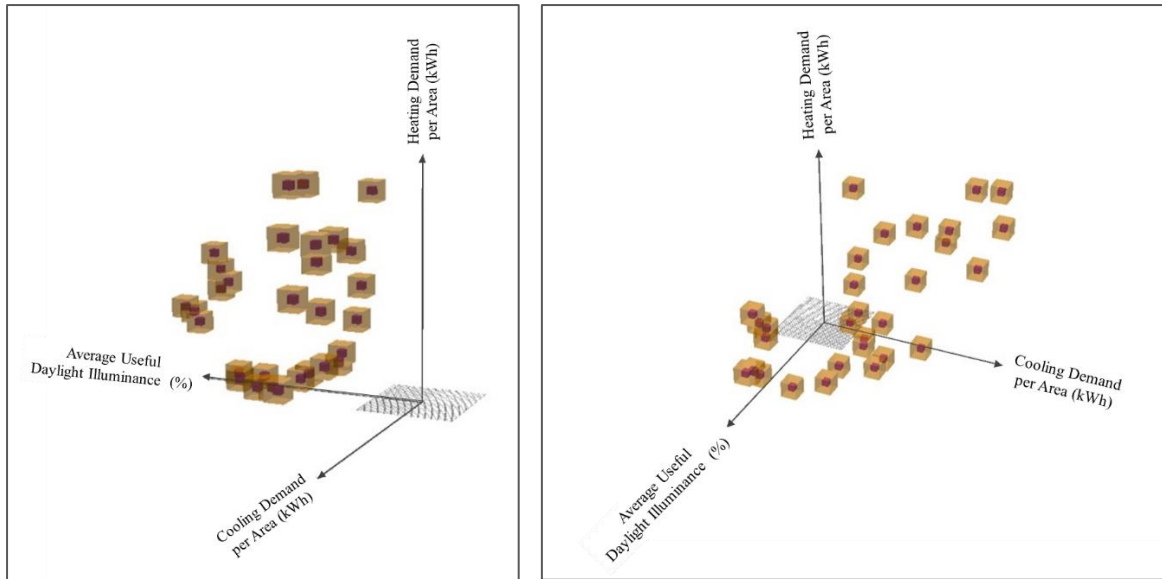 Heating Demand
per Area (kWh)
Average Useful
Daylight Illuminance (%)
Cooling Demand
per Area (kWh)
Heating Demand
per Area (kWh)
Cooling Demand
per Area (kWh)
Average Useful
Daylight Illuminance (%)